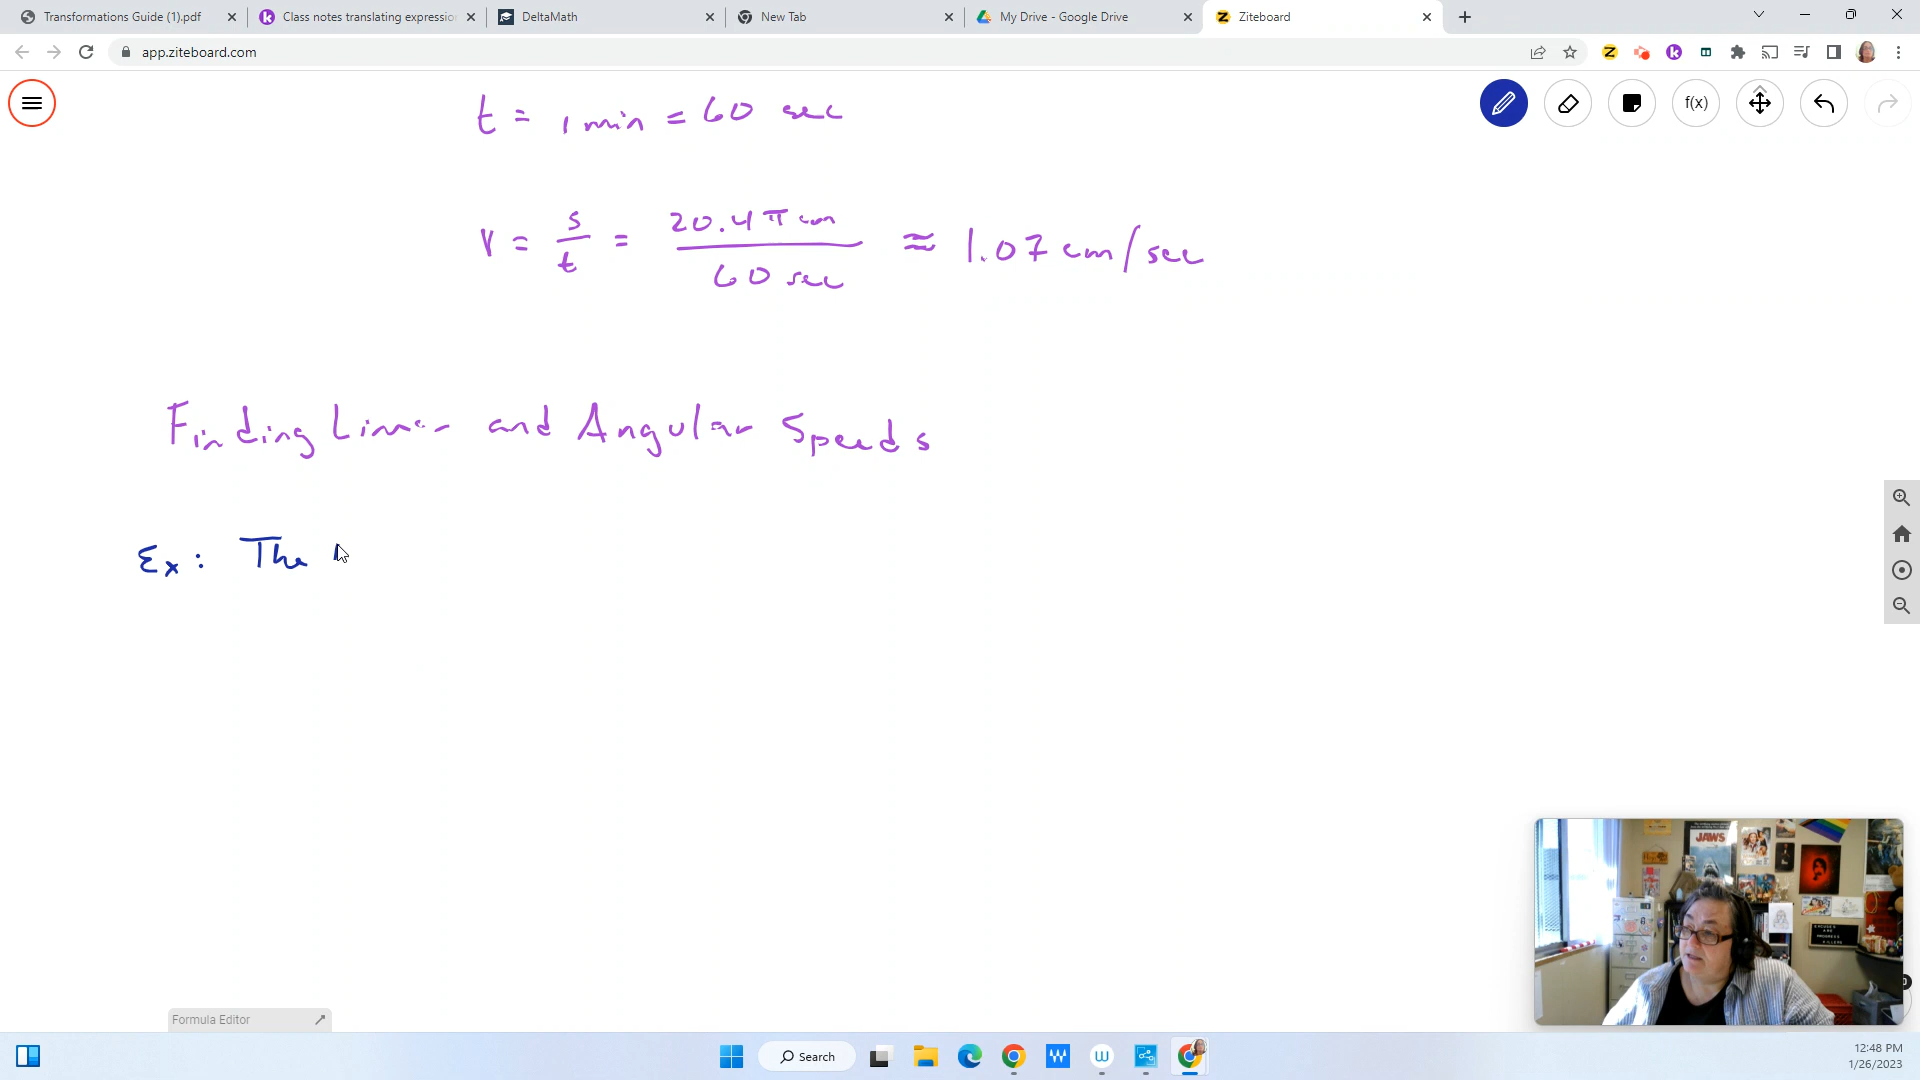 Transformations Guide (1).pdf
Class notes translating expressio
DeltaMath
New Tab
My Drive - Google Drive
Ziteboard
app.ziteboard.com
f(x)
t = 1 min = 60 sec
v = s/t = 20.4π cm / 60 sec ≈ 1.07 cm/sec
Finding Linear and Angular Speeds
Ex: The
JAWS
Formula Editor
Search
12:48 PM
1/26/2023